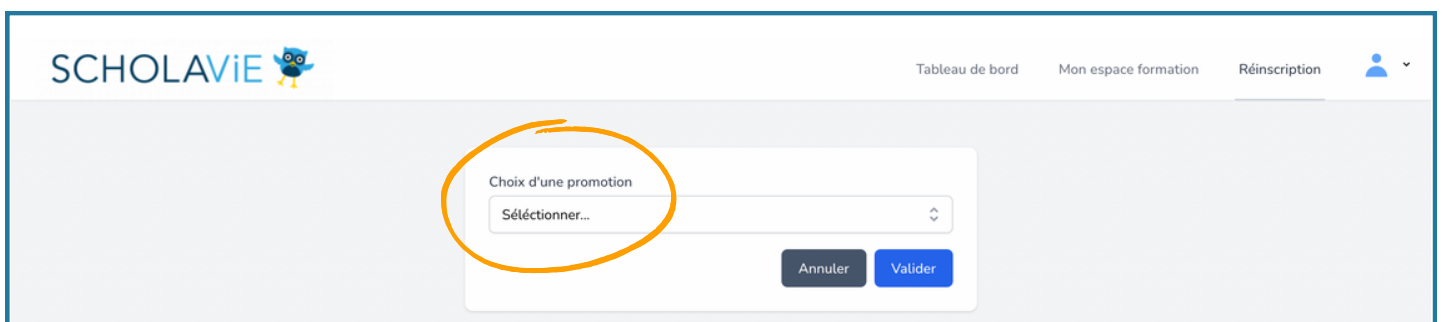 SCHOLAViE
Tableau de bord
Mon espace formation
Réinscription
Choix d'une promotion
Séléctionner...
Annuler
Valider